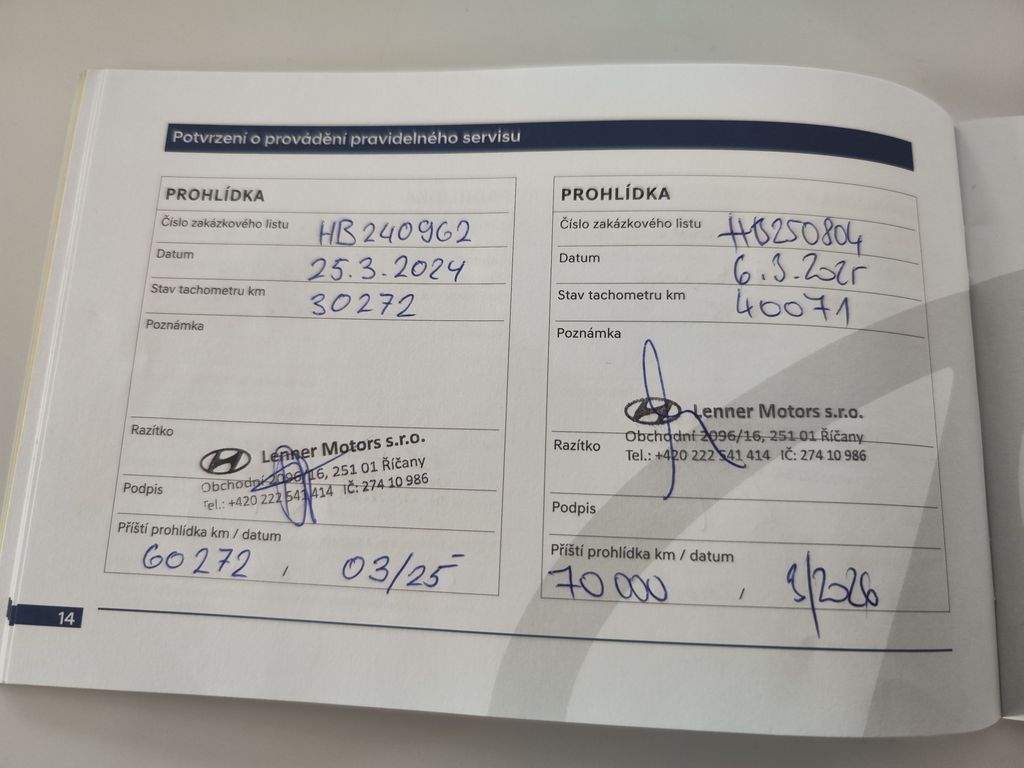 Potvrzení o provádění pravidelného servisu
PROHLÍDKA
Číslo zakázkového listu HB240962
Datum 25.3.2024
Stav tachometru km 30272
Poznámka
Razítko
Lenner Motors s.r.o.
Obchodní 2096/16, 251 01 Říčany
Tel.: +420 222 541 414 IČ: 274 10 986
Podpis
Příští prohlídka km / datum
60272 , 03/25
PROHLÍDKA
Číslo zakázkového listu HB250804
Datum 6.3.2025
Stav tachometru km 40071
Poznámka
Lenner Motors s.r.o.
Obchodní 2096/16, 251 01 Říčany
Razítko
Tel.: +420 222 541 414 IČ: 274 10 986
Podpis
Příští prohlídka km / datum
70 000 , 3/2026
14